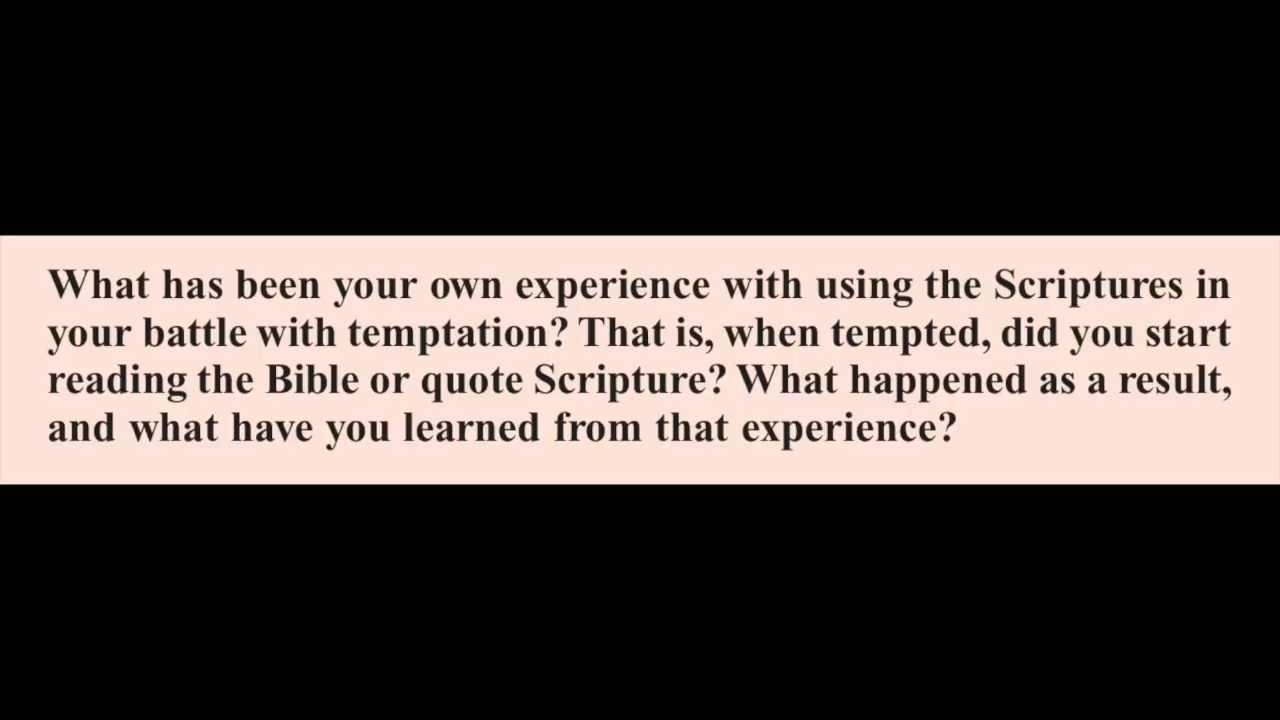 What has been your own experience with using the Scriptures in
your battle with temptation? That is, when tempted, did you start
reading the Bible or quote Scripture? What happened as a result,
and what have you learned from that experience?